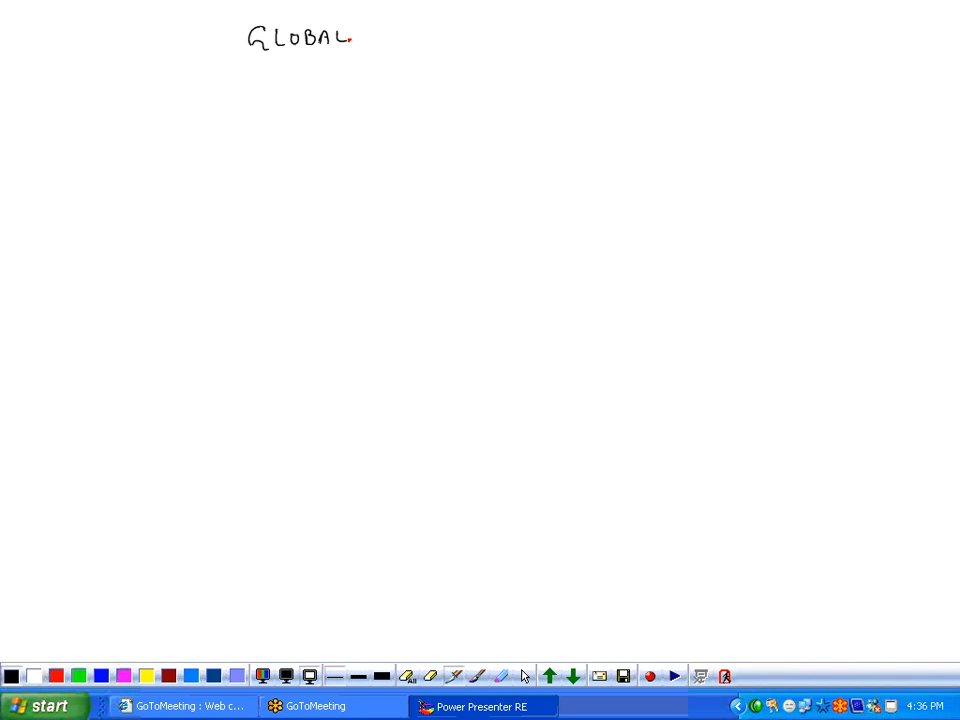 GLOBAL
start
GoToMeeting : Web c...
GoToMeeting
Power Presenter RE
4:36 PM